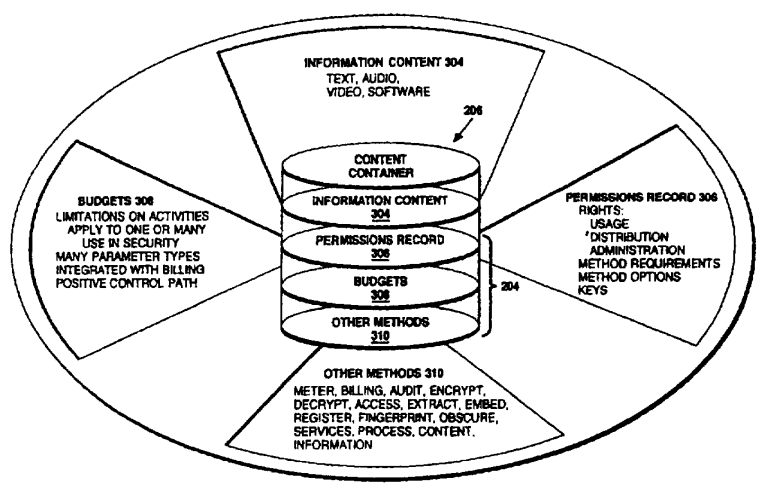 INFORMATION CONTENT 304
TEXT, AUDIO,
VIDEO, SOFTWARE
206
CONTENT
CONTAINER
INFORMATION CONTENT
304
PERMISSIONS RECORD
306
BUDGETS
308
OTHER METHODS
310
204
BUDGETS 308
LIMITATIONS ON ACTIVITIES
APPLY TO ONE OR MANY
USE IN SECURITY
MANY PARAMETER TYPES
INTEGRATED WITH BILLING
POSITIVE CONTROL PATH
PERMISSIONS RECORD 306
RIGHTS:
USAGE
'DISTRIBUTION
ADMINISTRATION
METHOD REQUIREMENTS
METHOD OPTIONS
KEYS
OTHER METHODS 310
METER, BILLING, AUDIT, ENCRYPT,
DECRYPT, ACCESS, EXTRACT, EMBED,
REGISTER, FINGERPRINT, OBSCURE,
SERVICES, PROCESS, CONTENT,
INFORMATION